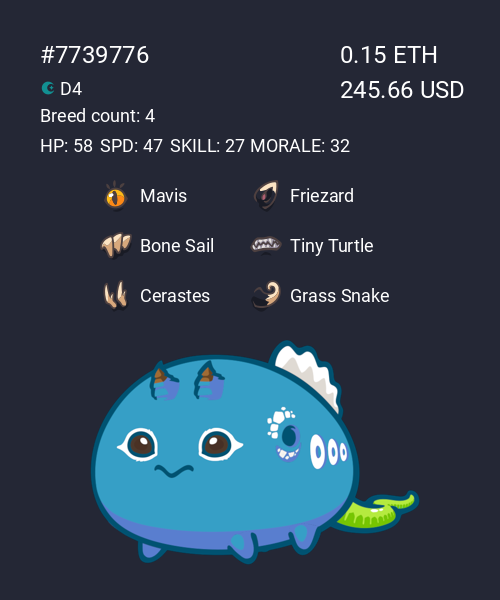 #7739776
0.15 ETH
D4
245.66 USD
Breed count: 4
HP: 58 SPD: 47 SKILL: 27 MORALE: 32
Mavis
Friezard
Bone Sail
Tiny Turtle
Cerastes
Grass Snake